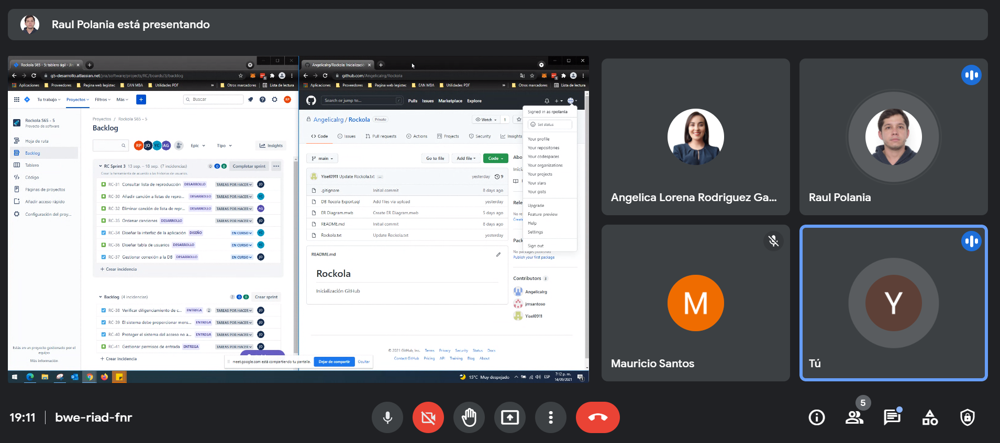 Raul Polania está presentando
Rockola S65 - 5: tablero ágil - Jira
g5-desarrollo.atlassian.net/jira/software/projects/RC/boards/3/backlog
Aplicaciones Proveedores Pagina web legistec EAN MBA Utilidades PDF » Otros marcadores Lista de lectura
Tu trabajo Proyectos Filtros Más + Buscar RP
Rockola S65 - 5
Proyecto de software
Hoja de ruta
Backlog
Tablero
Código
Páginas de proyectos
Añadir acceso rápido
Configuración del proy...
Estás en un proyecto gestionado por el
equipo
Más información
Proyectos / Rockola S65 - 5
Backlog
RP JO YC AG Epic Tipo Insights
RC Sprint 3 13 sep. – 18 sep. (7 incidencias) 0 0 0 Completar sprint ...
Crear la herramienta de acuerdo a las historias de usuarios.
RC-31 Consultar lista de reproducción DESARROLLO TAREAS POR HACER JO
RC-30 Añadir canción a listas de repro... DESARROLLO TAREAS POR HACER YC
RC-32 Eliminar canción de lista de repr... DESARROLLO TAREAS POR HACER AG
RC-35 Ordenar canciones DESARROLLO TAREAS POR HACER JO
RC-34 Diseñar la interfaz de la aplicación DISEÑO EN CURSO YC
RC-36 Diseñar tabla de usuarios DESARROLLO EN CURSO YC
RC-37 Gestionar conexión a la DB DESARROLLO EN CURSO JO
+ Crear incidencia
Backlog (4 incidencias) 2 0 0 Crear sprint
RC-38 Verificar diligenciamiento de c... ENTREGA 2 TAREAS POR HACER JO
RC-39 El sistema debe proporcionar mens... ENTREGA TAREAS POR HACER JO
RC-40 Proteger el sistema del acceso no a... ENTREGA TAREAS POR HACER JO
RC-41 Gestionar permisos de entrada ENTREGA TAREAS POR HACER JO
+ Crear incidencia
meet.google.com está compartiendo tu pantalla. Dejar de compartir Ocultar
Angelicalrg/Rockola: Inicializació
github.com/Angelicalrg/Rockola
Aplicaciones Proveedores Pagina web legistec EAN MBA Utilidades PDF » Otros marcadores Lista de lectura
Search or jump to... / Pulls Issues Marketplace Explore
Angelicalrg / Rockola Private Watch 1
Code Issues Pull requests Actions Projects Security Insights
main Go to file Add file Code
Yisel0911 Update Rockola.txt ... yesterday 9
.gitignore Initial commit 8 days ago
DB Rocola Export.sql Add files via upload yesterday
ER Diagram.mwb Create ER Diagram.mwb 5 days ago
README.md Initial commit 8 days ago
Rockola.txt Update Rockola.txt yesterday
README.md
Rockola
Inicialización GitHub
Signed in as rpolania
Set status
Your profile
Your repositories
Your codespaces
Your organizations
Your projects
Your stars
Your gists
Upgrade
Feature preview
Help
Settings
Sign out
Abo
Inici
Rele
No re
Create
Pack
No packages published
Publish your first package
Contributors 3
Angelicalrg
jmsantoso
Yisel0911
© 2021 GitHub, Inc. Terms Privacy Security Status Docs
Contact GitHub Pricing API Training Blog About
15°C Muy despejado ESP 7:12 p. m.
14/09/2021
Angelica Lorena Rodriguez Ga...
Raul Polania
M
Mauricio Santos
Y
Tú
19:11 | bwe-riad-fnr
5